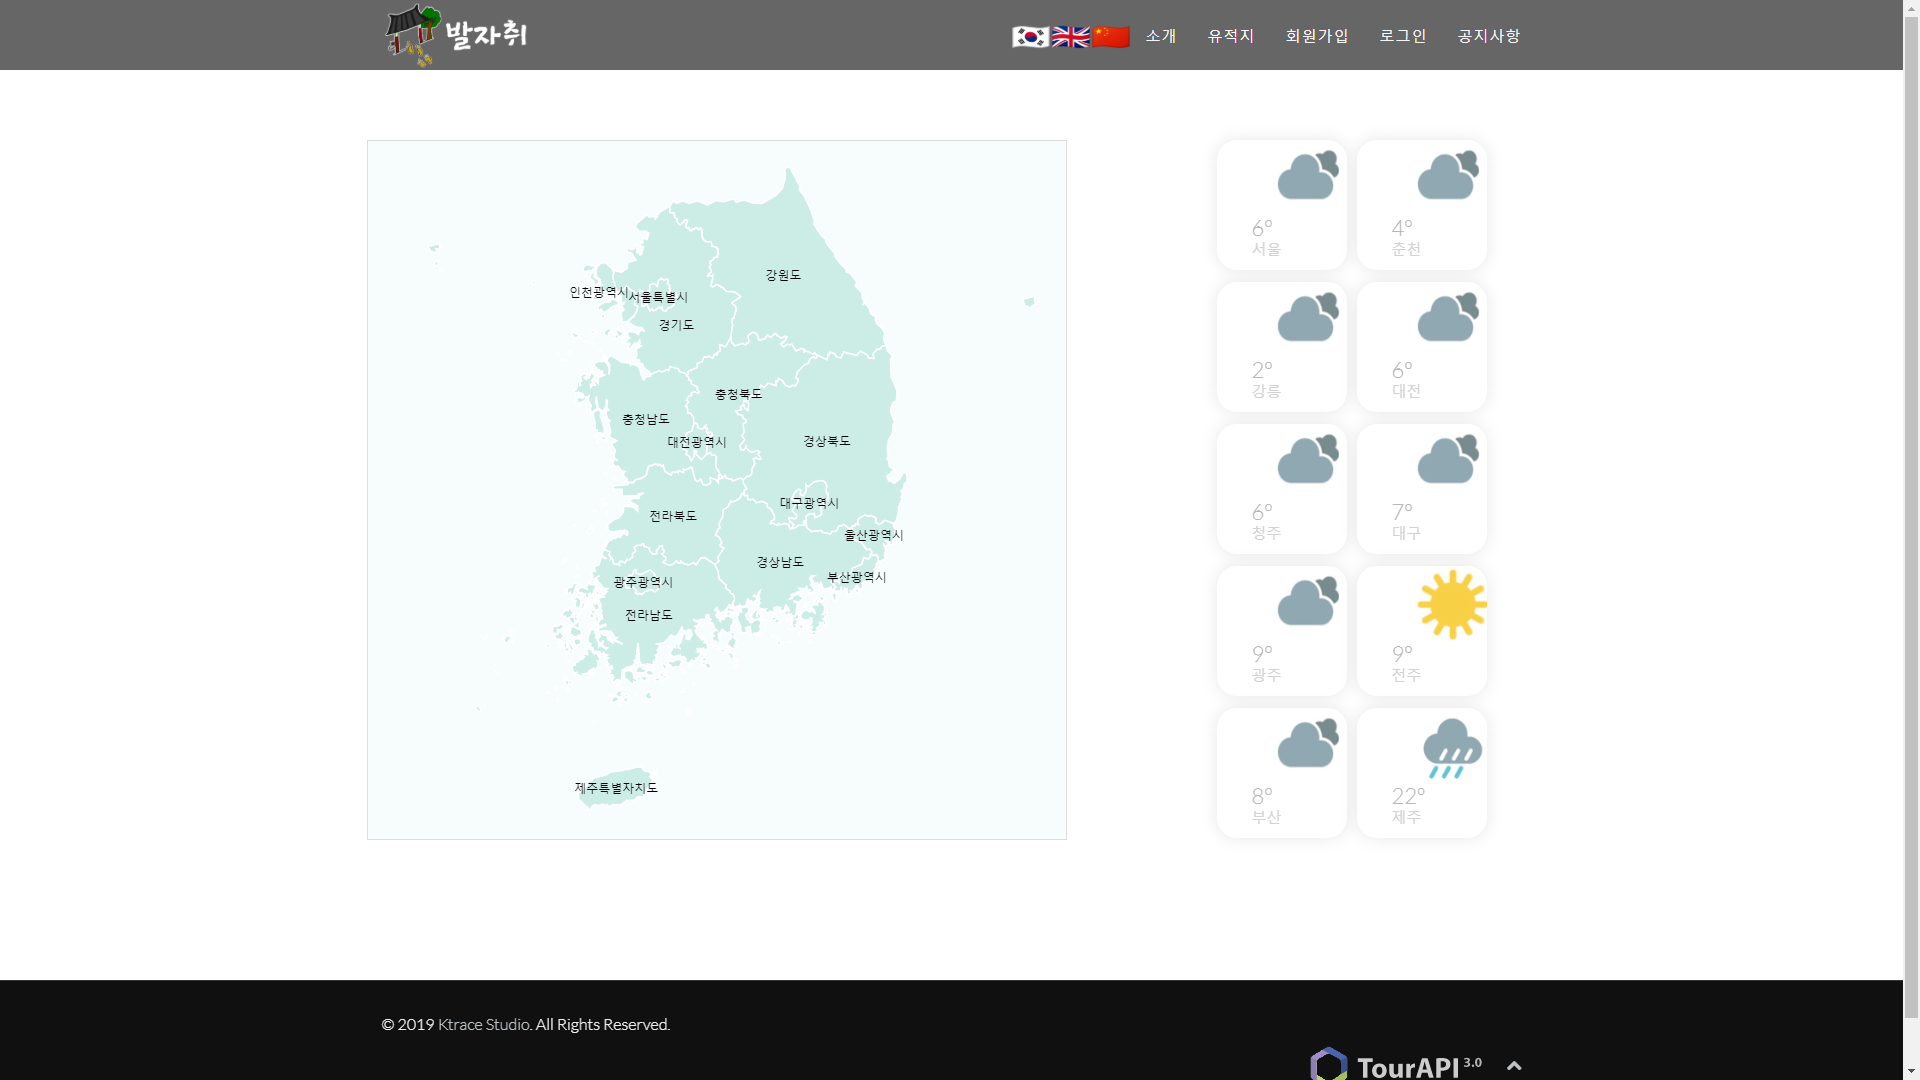 발자취
소개 유적지 회원가입 로그인 공지사항
강원도
인천광역시 서울특별시
경기도
충청북도
충청남도
대전광역시
경상북도
대구광역시
전라북도
울산광역시
경상남도
부산광역시
광주광역시
전라남도
제주특별자치도
6°
서울
4°
춘천
2°
강릉
6°
대전
6°
청주
7°
대구
9°
광주
9°
전주
8°
부산
22°
제주
© 2019 Ktrace Studio. All Rights Reserved.
TourAPI 3.0